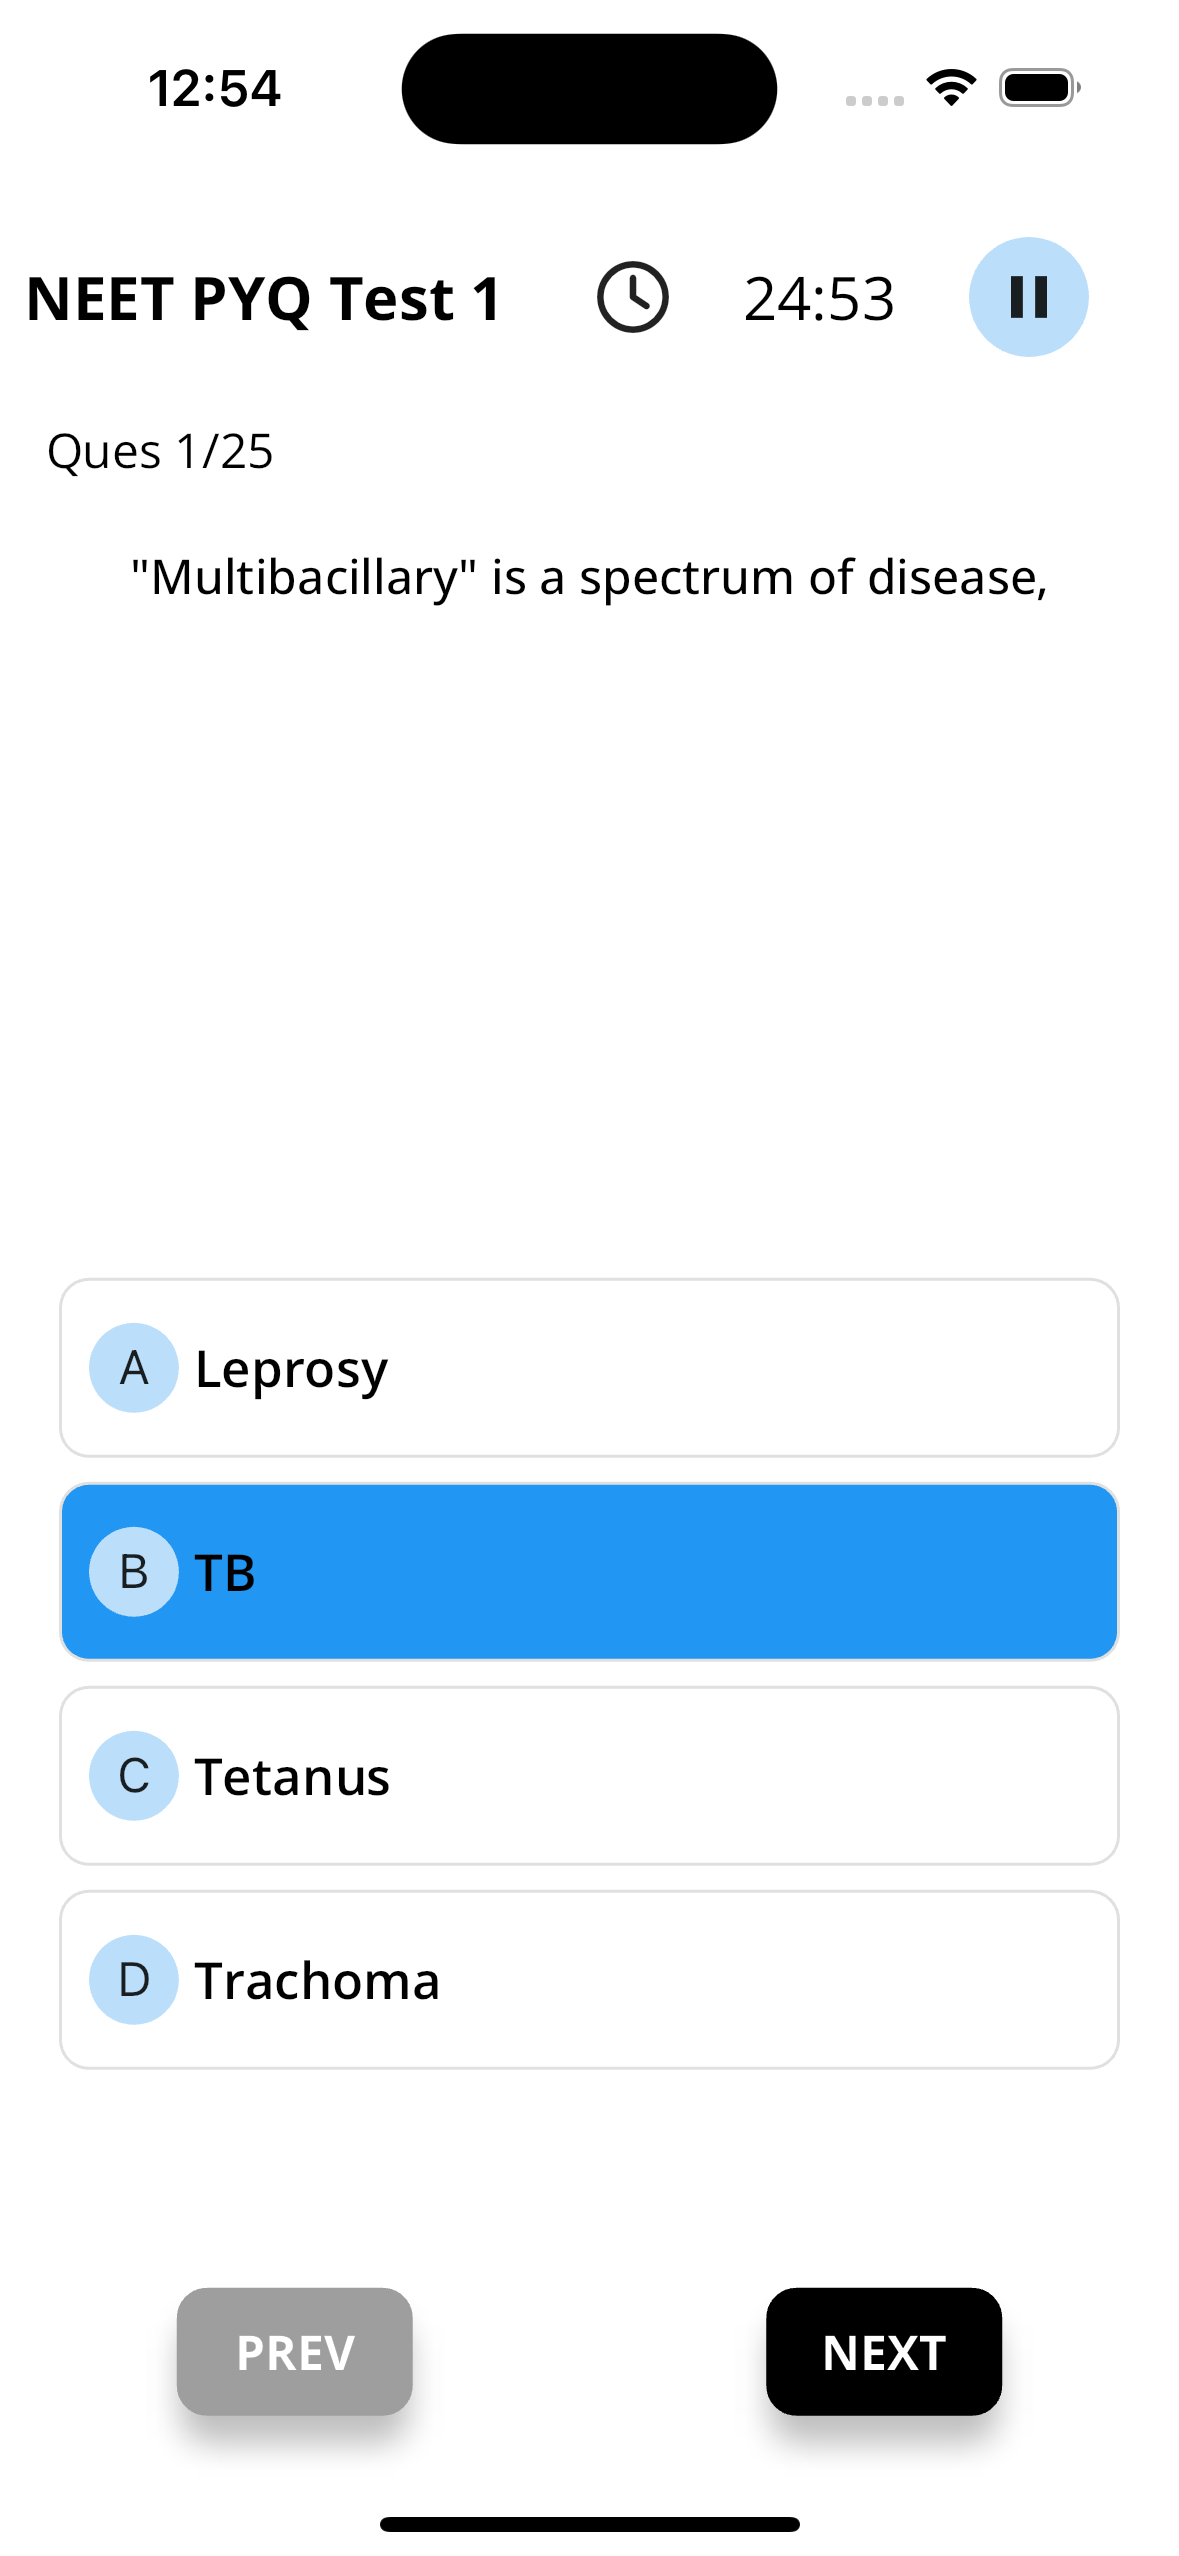 12:54
NEET PYQ Test 1 24:53
Ques 1/25
"Multibacillary" is a spectrum of disease,
A Leprosy
B TB
C Tetanus
D Trachoma
PREV NEXT